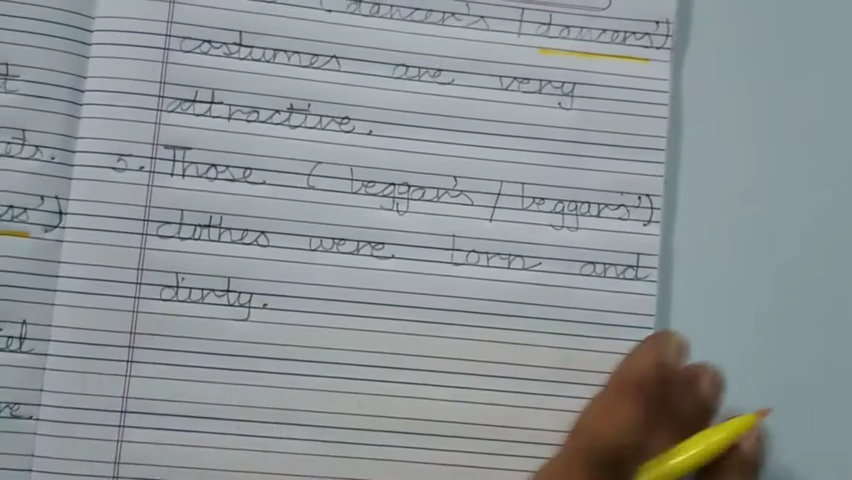 (dancer's / dancers')
costumes are very
attractive.
5. Those (beggar's / beggars')
clothes were torn and
dirty.